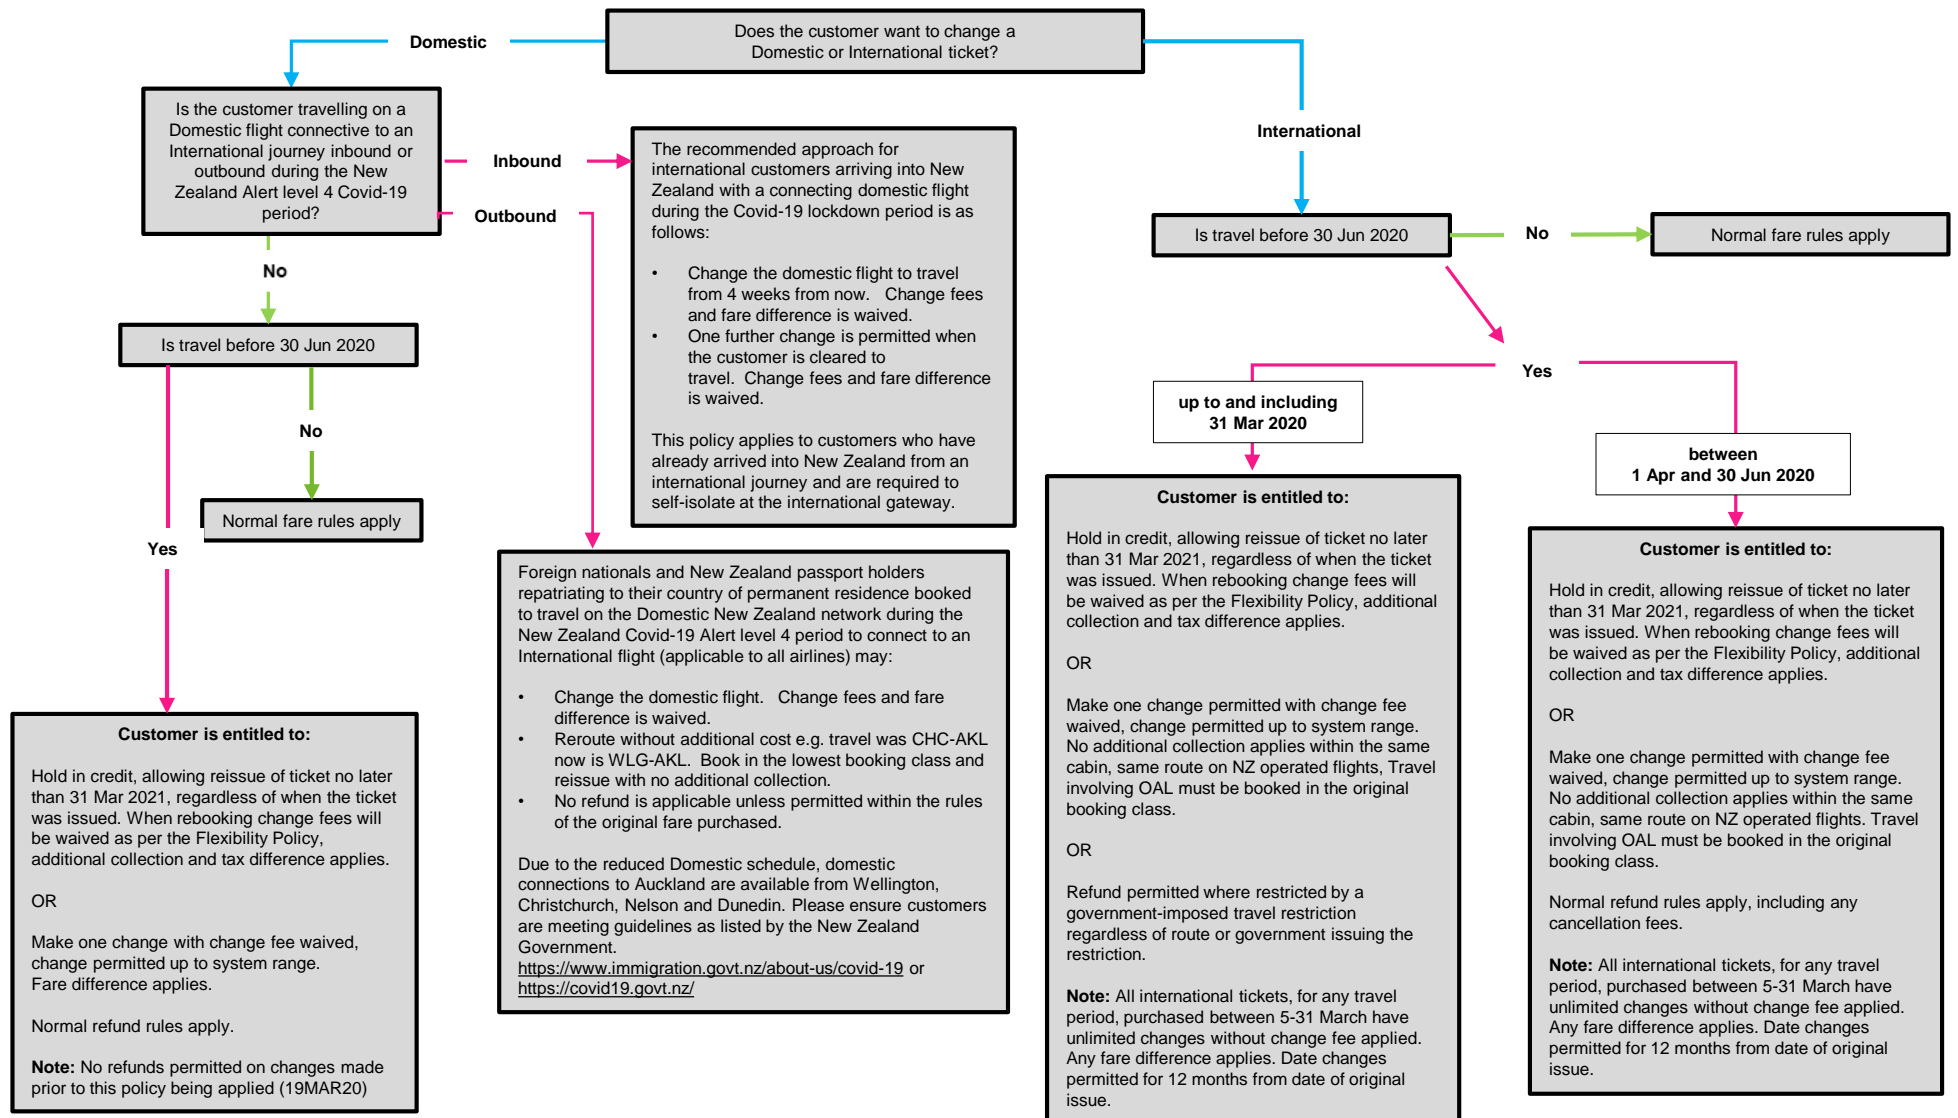 Does the customer want to change a
Domestic or International ticket?
Domestic
International
Is the customer travelling on a
Domestic flight connective to an
International journey inbound or
outbound during the New
Zealand Alert level 4 Covid-19
period?
Inbound
Outbound
No
The recommended approach for
international customers arriving into New
Zealand with a connecting domestic flight
during the Covid-19 lockdown period is as
follows:
• Change the domestic flight to travel
from 4 weeks from now. Change fees
and fare difference is waived.
• One further change is permitted when
the customer is cleared to
travel. Change fees and fare difference
is waived.
This policy applies to customers who have
already arrived into New Zealand from an
international journey and are required to
self-isolate at the international gateway.
Is travel before 30 Jun 2020
No
Normal fare rules apply
Yes
Is travel before 30 Jun 2020
No
Normal fare rules apply
Yes
up to and including
31 Mar 2020
between
1 Apr and 30 Jun 2020
Foreign nationals and New Zealand passport holders
repatriating to their country of permanent residence booked
to travel on the Domestic New Zealand network during the
New Zealand Covid-19 Alert level 4 period to connect to an
International flight (applicable to all airlines) may:
• Change the domestic flight. Change fees and fare
difference is waived.
• Reroute without additional cost e.g. travel was CHC-AKL
now is WLG-AKL. Book in the lowest booking class and
reissue with no additional collection.
• No refund is applicable unless permitted within the rules
of the original fare purchased.
Due to the reduced Domestic schedule, domestic
connections to Auckland are available from Wellington,
Christchurch, Nelson and Dunedin. Please ensure customers
are meeting guidelines as listed by the New Zealand
Government.
https://www.immigration.govt.nz/about-us/covid-19 or
https://covid19.govt.nz/
Customer is entitled to:
Hold in credit, allowing reissue of ticket no later
than 31 Mar 2021, regardless of when the ticket
was issued. When rebooking change fees will
be waived as per the Flexibility Policy,
additional collection and tax difference applies.
OR
Make one change with change fee waived,
change permitted up to system range.
Fare difference applies.
Normal refund rules apply.
Note: No refunds permitted on changes made
prior to this policy being applied (19MAR20)
Customer is entitled to:
Hold in credit, allowing reissue of ticket no later
than 31 Mar 2021, regardless of when the ticket
was issued. When rebooking change fees will
be waived as per the Flexibility Policy, additional
collection and tax difference applies.
OR
Make one change permitted with change fee
waived, change permitted up to system range.
No additional collection applies within the same
cabin, same route on NZ operated flights, Travel
involving OAL must be booked in the original
booking class.
OR
Refund permitted where restricted by a
government-imposed travel restriction
regardless of route or government issuing the
restriction.
Note: All international tickets, for any travel
period, purchased between 5-31 March have
unlimited changes without change fee applied.
Any fare difference applies. Date changes
permitted for 12 months from date of original
issue.
Customer is entitled to:
Hold in credit, allowing reissue of ticket no later
than 31 Mar 2021, regardless of when the ticket
was issued. When rebooking change fees will
be waived as per the Flexibility Policy, additional
collection and tax difference applies.
OR
Make one change permitted with change fee
waived, change permitted up to system range.
No additional collection applies within the same
cabin, same route on NZ operated flights. Travel
involving OAL must be booked in the original
booking class.
Normal refund rules apply, including any
cancellation fees.
Note: All international tickets, for any travel
period, purchased between 5-31 March have
unlimited changes without change fee applied.
Any fare difference applies. Date changes
permitted for 12 months from date of original
issue.